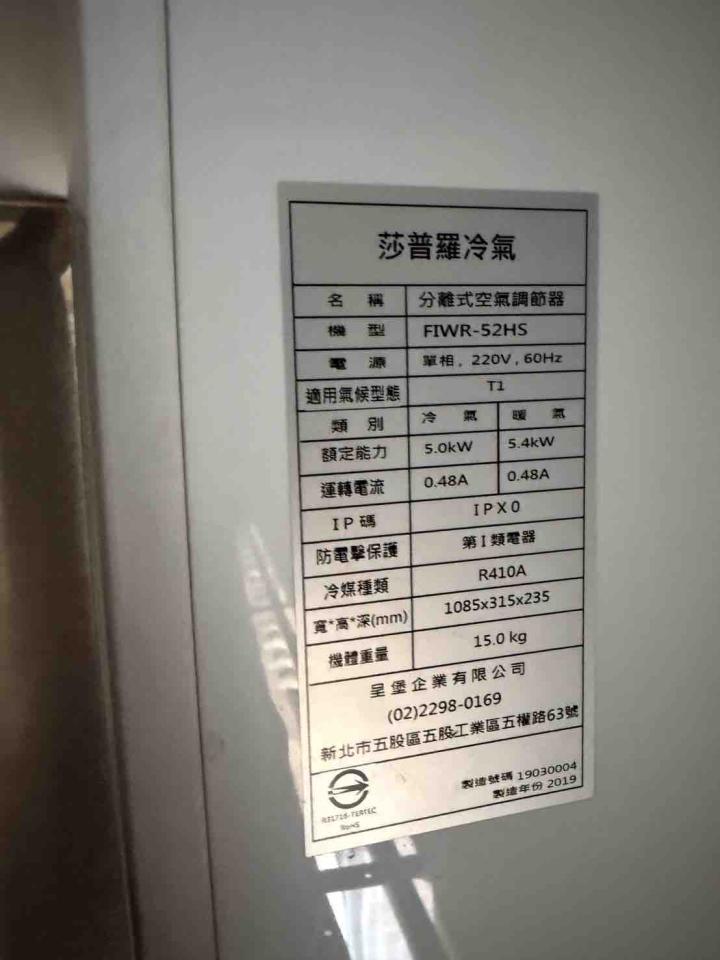 莎普羅冷氣
名 稱 分離式空氣調節器
機 型 FIWR-52HS
電 源 單相, 220V, 60Hz
適用氣候型態 T1
類 別 冷 氣 暖 氣
額定能力 5.0kW 5.4kW
運轉電流 0.48A 0.48A
IP碼 IPX0
防電擊保護 第I類電器
冷媒種類 R410A
寬*高*深(mm) 1085x315x235
機體重量 15.0 kg
呈堡企業有限公司
(02)2298-0169
新北市五股區五股工業區五權路63號
製造號碼 19030004
製造年份 2019
RoHS